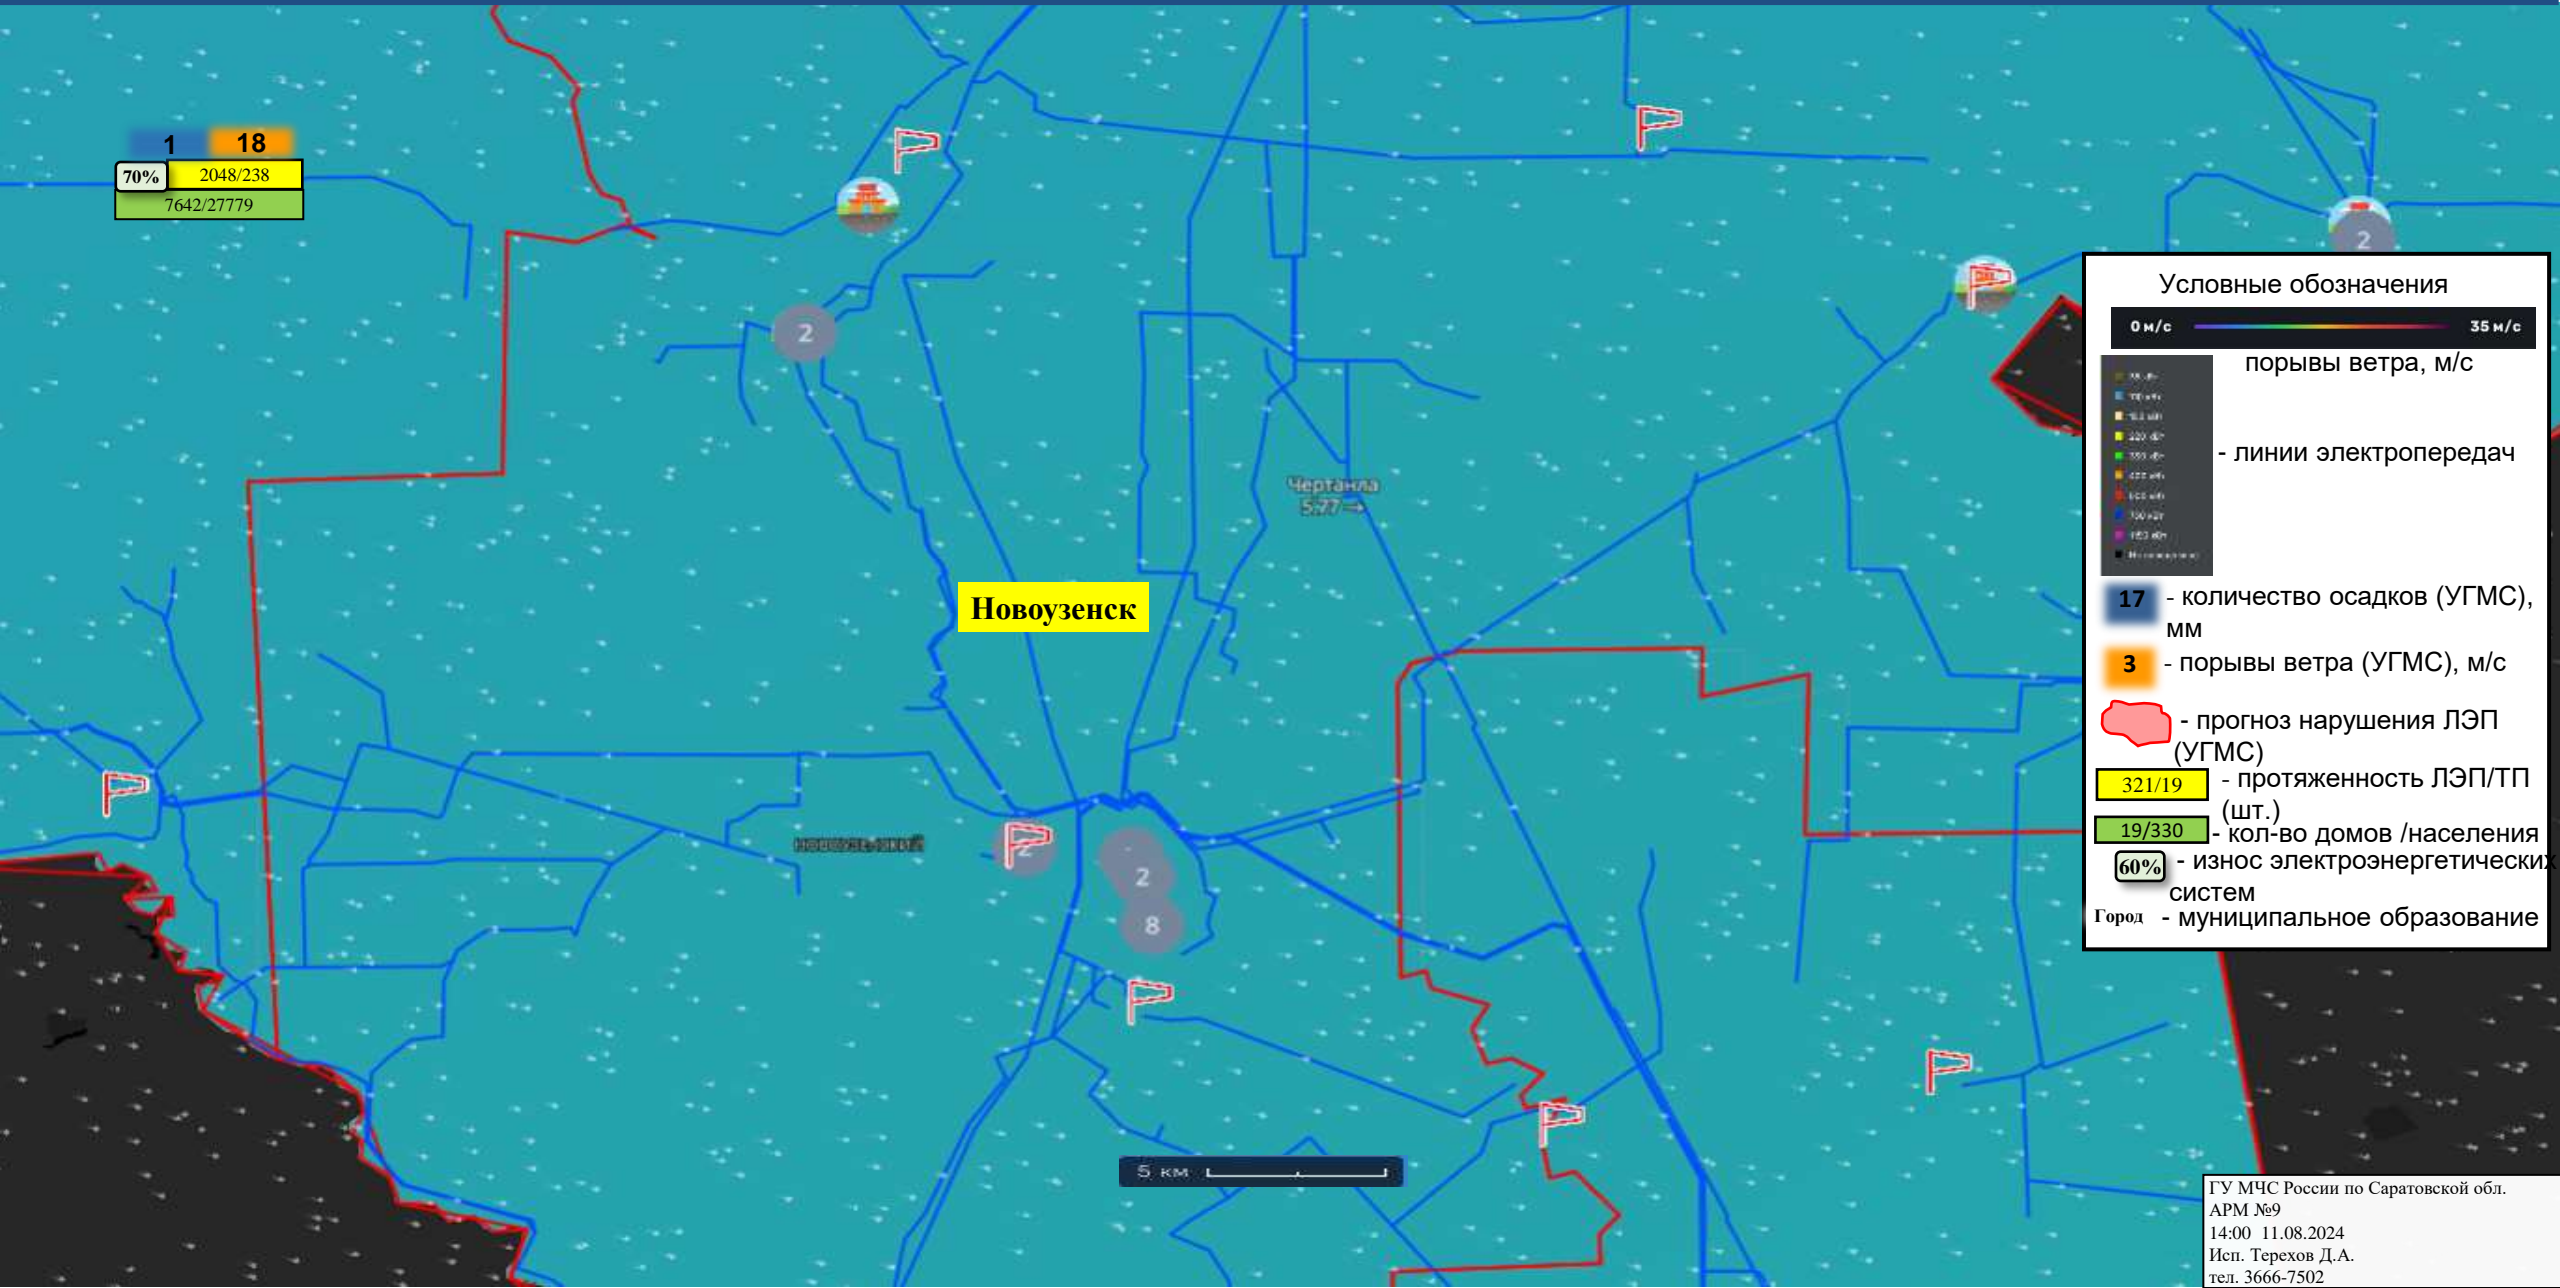 1 18
70% 2048/238
7642/27779
2
2
Чертанла
5.77 →
Новоузенск
2
2
8
5 км
Условные обозначения
0 м/с 35 м/с
порывы ветра, м/с
- линии электропередач
17 - количество осадков (УГМС),
мм
3 - порывы ветра (УГМС), м/с
- прогноз нарушения ЛЭП
(УГМС)
321/19 - протяженность ЛЭП/ТП
(шт.)
19/330 - кол-во домов /населения
60% - износ электроэнергетических
систем
Город - муниципальное образование
ГУ МЧС России по Саратовской обл.
АРМ №9
14:00 11.08.2024
Исп. Терехов Д.А.
тел. 3666-7502